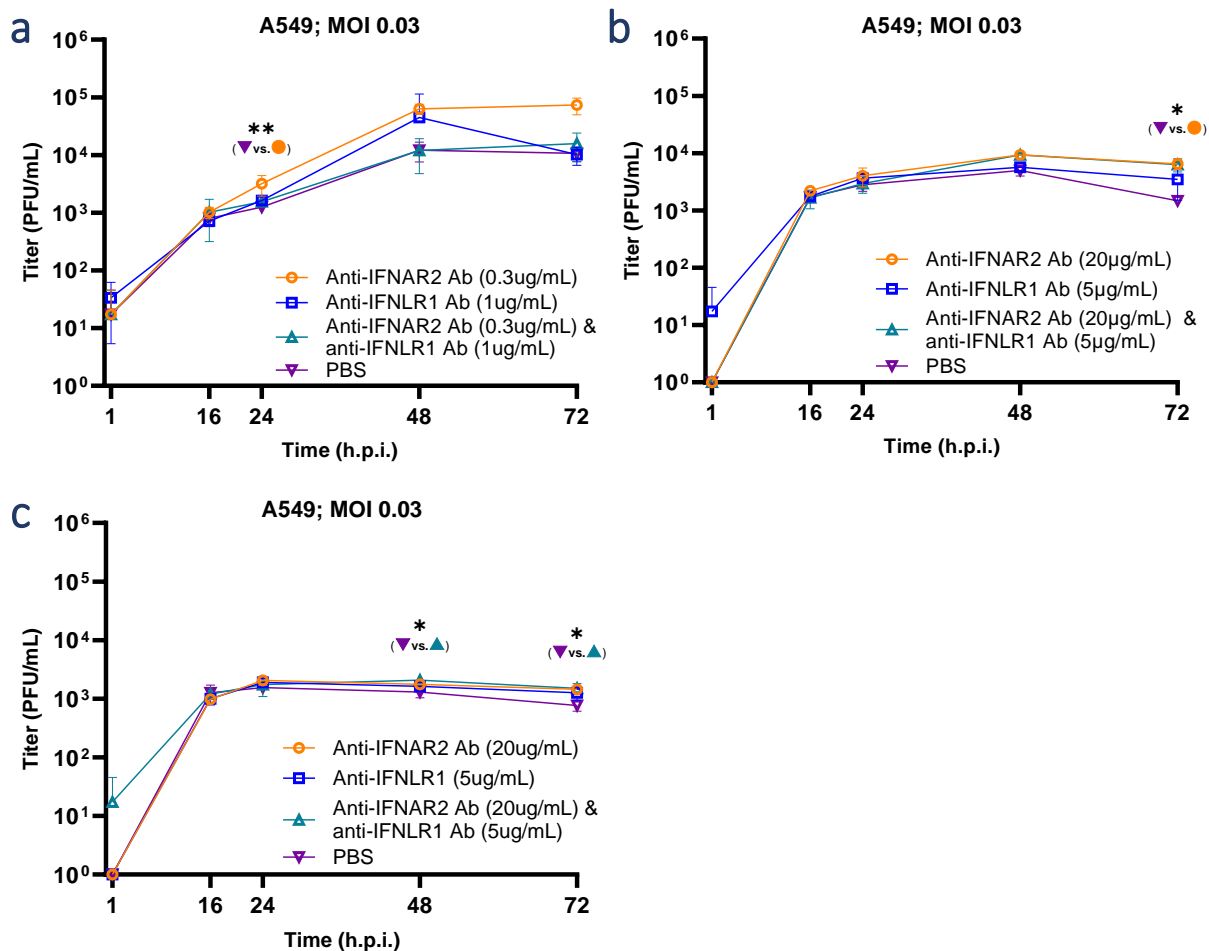 a
A549; MOI 0.03
Titer (PFU/mL)
10⁶
10⁵
10⁴
10³
10²
10¹
10⁰
**
(▼vs.●)
Anti-IFNAR2 Ab (0.3ug/mL)
Anti-IFNLR1 Ab (1ug/mL)
Anti-IFNAR2 Ab (0.3ug/mL) &
anti-IFNLR1 Ab (1ug/mL)
PBS
1 16 24 48 72
Time (h.p.i.)
b
A549; MOI 0.03
Titer (PFU/mL)
10⁶
10⁵
10⁴
10³
10²
10¹
10⁰
*
(▼vs.●)
Anti-IFNAR2 Ab (20µg/mL)
Anti-IFNLR1 Ab (5µg/mL)
Anti-IFNAR2 Ab (20µg/mL) &
anti-IFNLR1 Ab (5µg/mL)
PBS
1 16 24 48 72
Time (h.p.i.)
c
A549; MOI 0.03
Titer (PFU/mL)
10⁶
10⁵
10⁴
10³
10²
10¹
10⁰
*
(▼vs.▲)
*
(▼vs.▲)
Anti-IFNAR2 Ab (20ug/mL)
Anti-IFNLR1 (5ug/mL)
Anti-IFNAR2 Ab (20ug/mL) &
anti-IFNLR1 Ab (5ug/mL)
PBS
1 16 24 48 72
Time (h.p.i.)